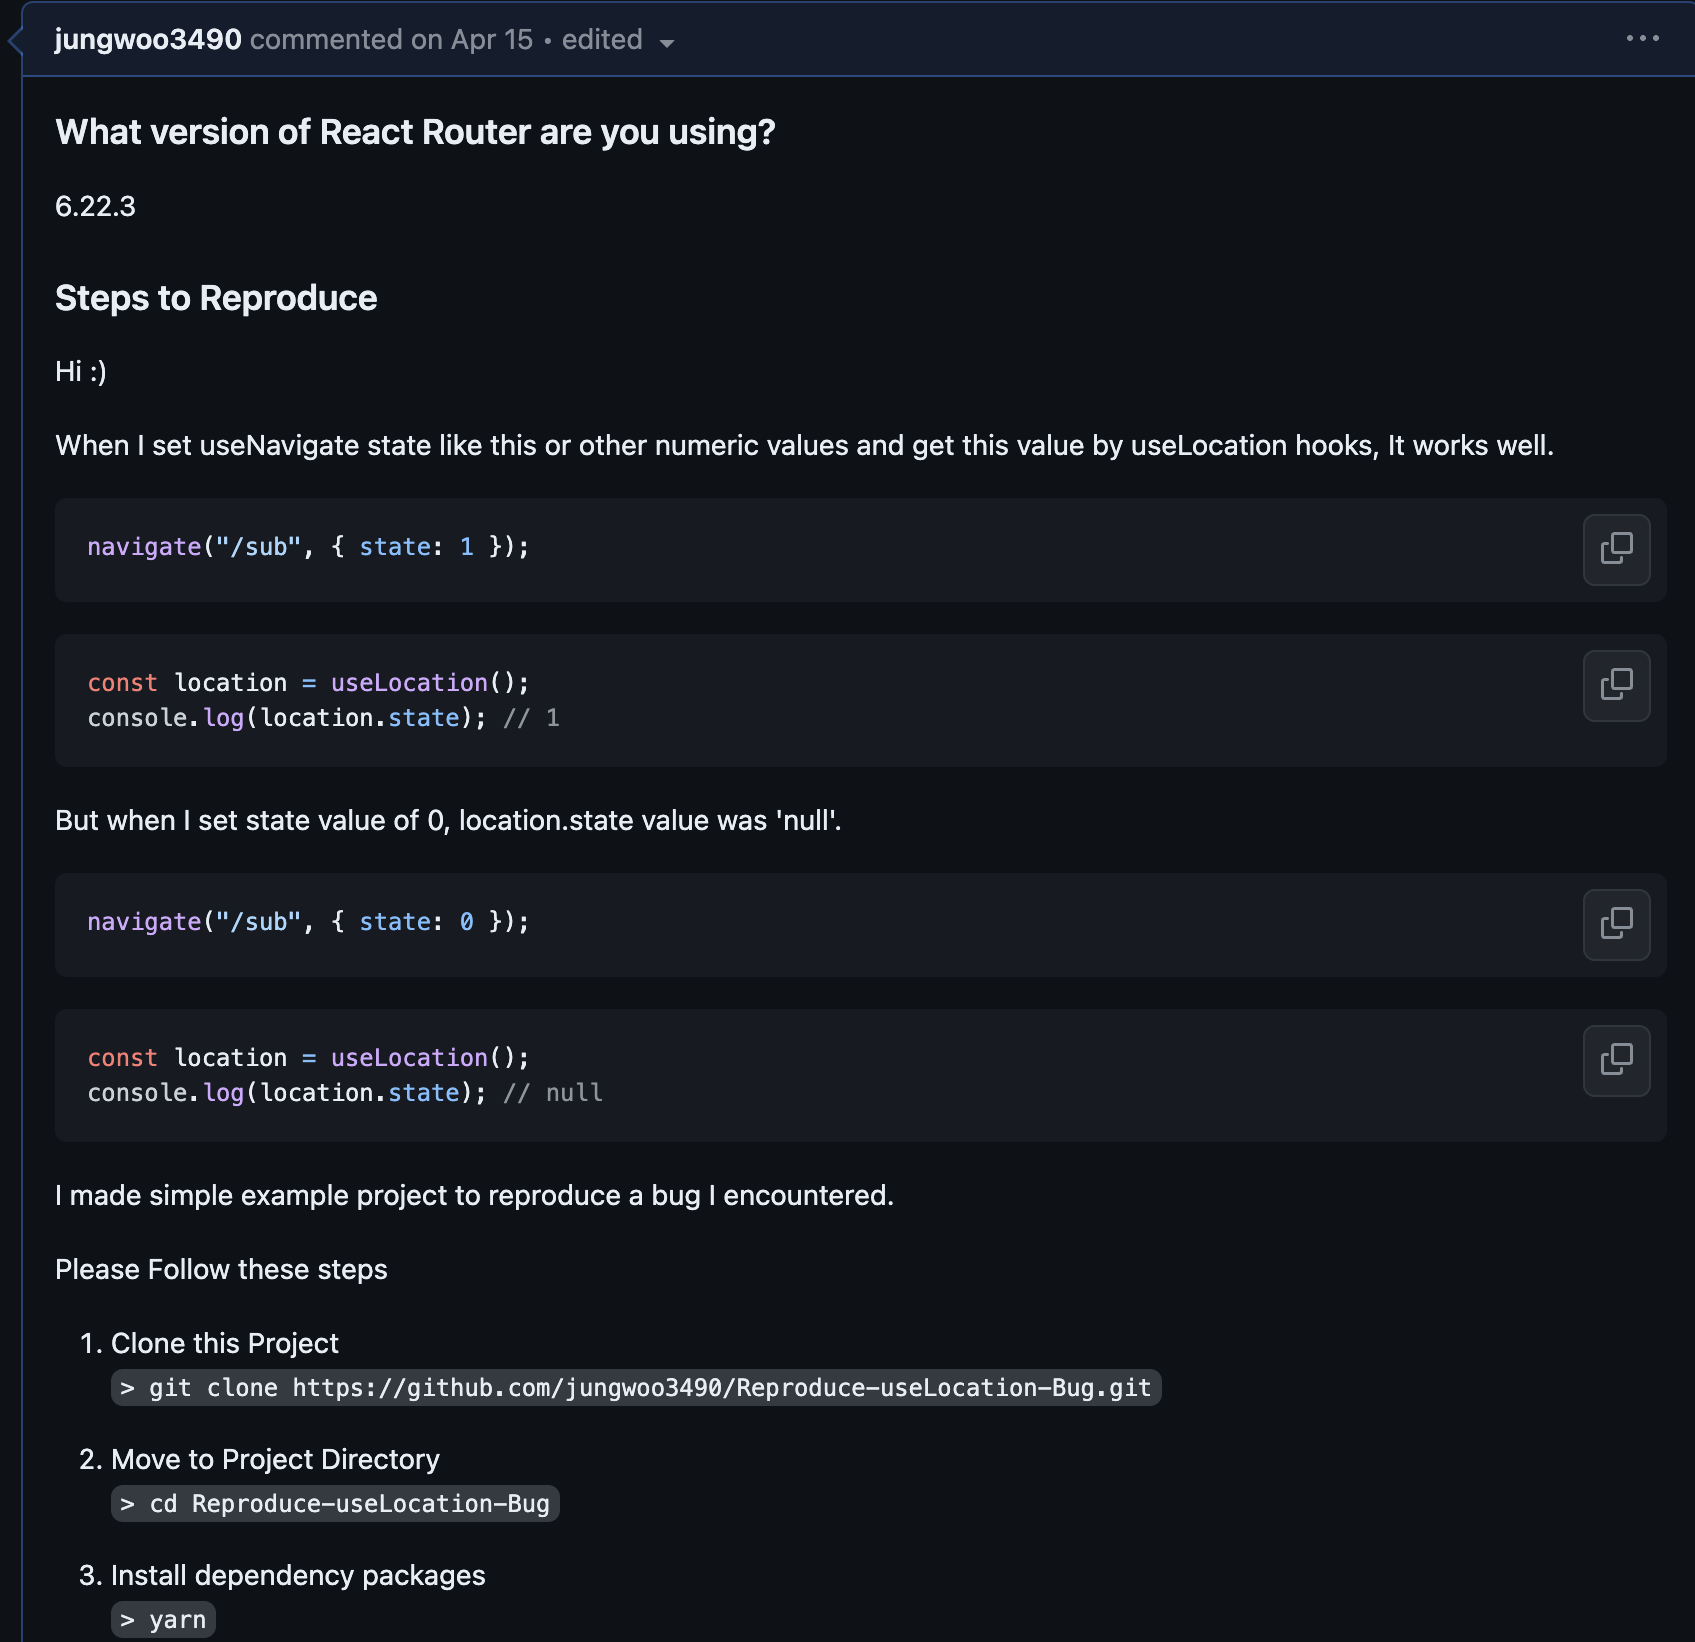 jungwoo3490 commented on Apr 15 • edited
What version of React Router are you using?
6.22.3
Steps to Reproduce
Hi :)
When I set useNavigate state like this or other numeric values and get this value by useLocation hooks, It works well.
navigate("/sub", { state: 1 });
const location = useLocation();
console.log(location.state); // 1
But when I set state value of 0, location.state value was 'null'.
navigate("/sub", { state: 0 });
const location = useLocation();
console.log(location.state); // null
I made simple example project to reproduce a bug I encountered.
Please Follow these steps
1. Clone this Project
> git clone https://github.com/jungwoo3490/Reproduce-useLocation-Bug.git
2. Move to Project Directory
> cd Reproduce-useLocation-Bug
3. Install dependency packages
> yarn